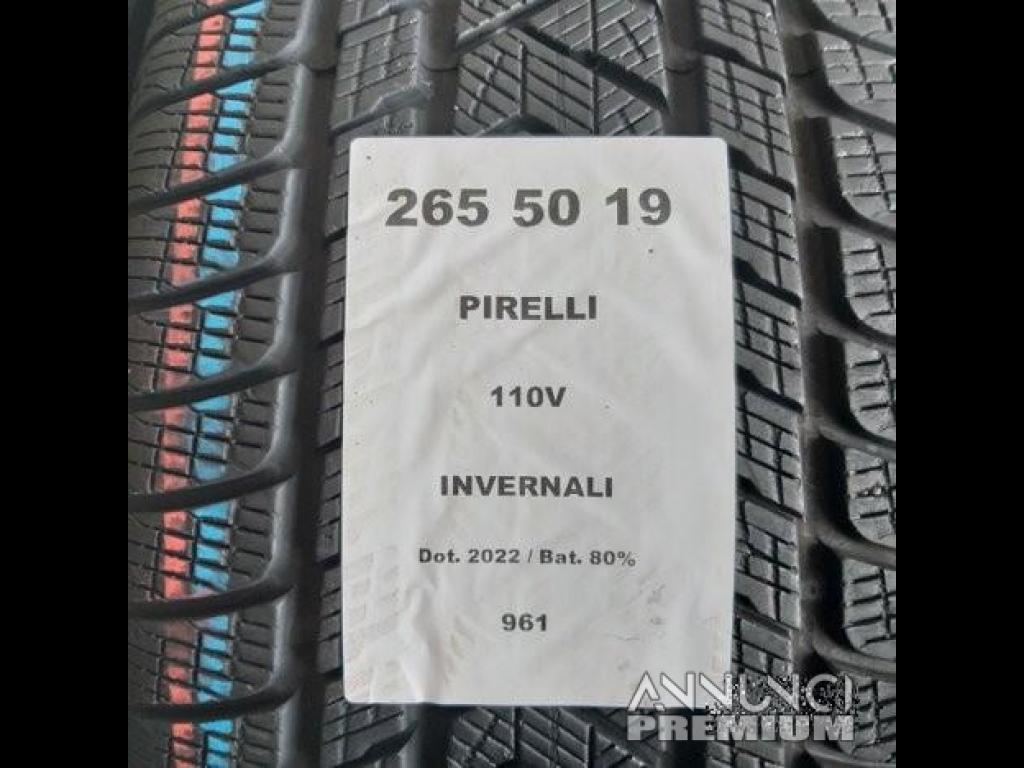 265 50 19
PIRELLI
110V
INVERNALI
Dot. 2022 / Bat. 80%
961
ANNUNCI
PREMIUM